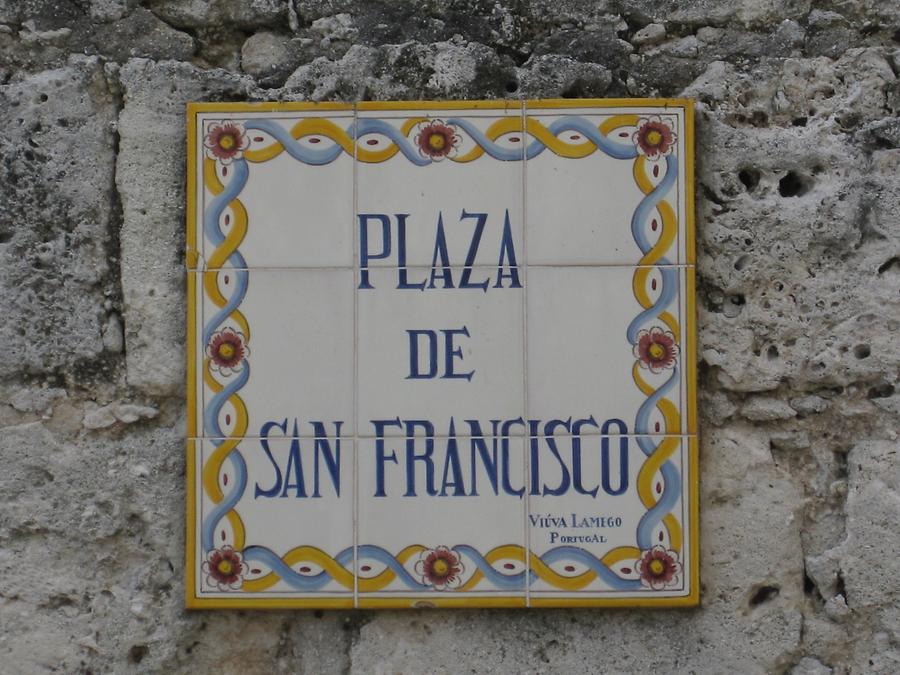 PLAZA
DE
SAN FRANCISCO
VIÚVA LAMEGO
PORTUGAL